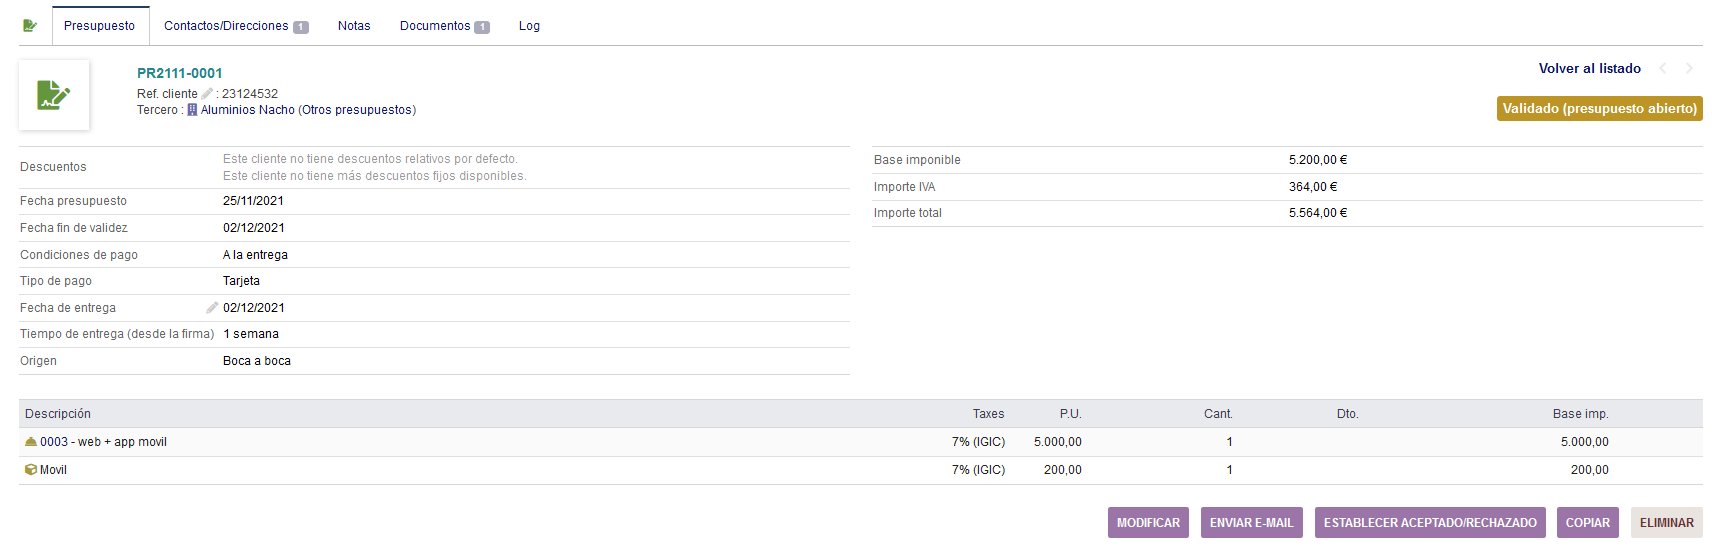 Presupuesto Contactos/Direcciones 1 Notas Documentos 1 Log
PR2111-0001
Ref. cliente : 23124532
Tercero : Aluminios Nacho (Otros presupuestos)
Volver al listado
Validado (presupuesto abierto)
Descuentos Este cliente no tiene descuentos relativos por defecto.
Este cliente no tiene más descuentos fijos disponibles.
Fecha presupuesto 25/11/2021
Fecha fin de validez 02/12/2021
Condiciones de pago A la entrega
Tipo de pago Tarjeta
Fecha de entrega 02/12/2021
Tiempo de entrega (desde la firma) 1 semana
Origen Boca a boca
Base imponible 5.200,00 €
Importe IVA 364,00 €
Importe total 5.564,00 €
Descripción Taxes P.U. Cant. Dto. Base imp.
0003 - web + app movil 7% (IGIC) 5.000,00 1 5.000,00
Movil 7% (IGIC) 200,00 1 200,00
MODIFICAR ENVIAR E-MAIL ESTABLECER ACEPTADO/RECHAZADO COPIAR ELIMINAR